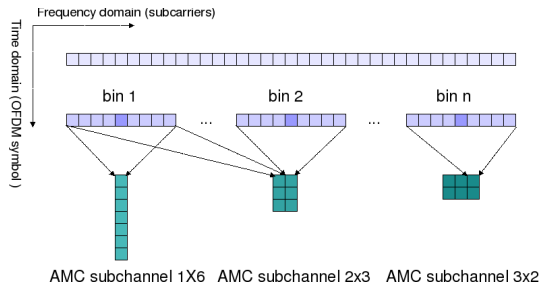 Frequency domain (subcarriers)
Time domain (OFDM symbol )
bin 1
bin 2
bin n
...
...
AMC subchannel 1X6
AMC subchannel 2x3
AMC subchannel 3x2